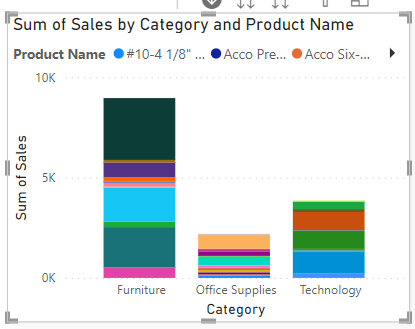 Sum of Sales by Category and Product Name
Product Name #10-4 1/8" ... Acco Pre... Acco Six-...
10K
5K
0K
Sum of Sales
Furniture Office Supplies Technology
Category